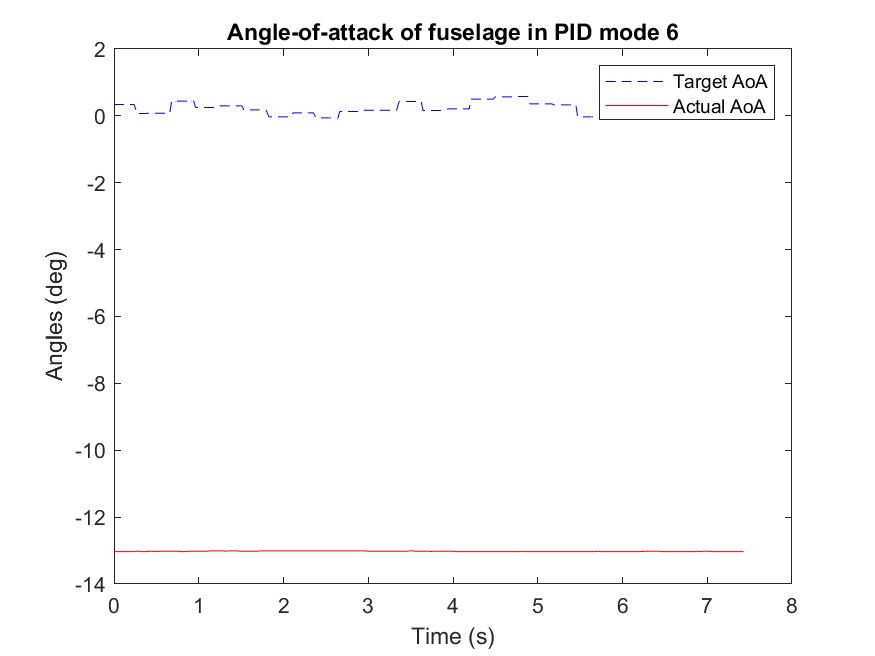 Angle-of-attack of fuselage in PID mode 6
2
Target AoA
Actual AoA
0
-2
-4
-6
-8
-10
-12
-14
Angles (deg)
0 1 2 3 4 5 6 7 8
Time (s)